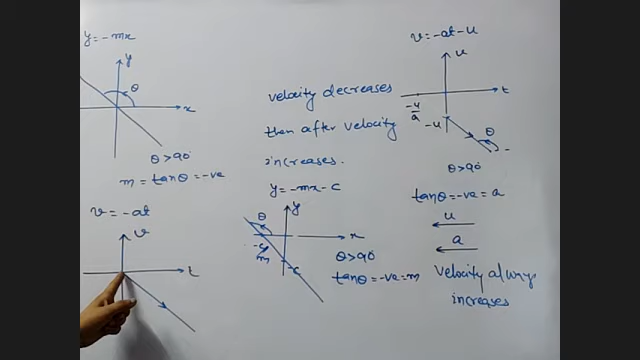 y = -mx
y
θ
x
θ > 90°
m = tanθ = -ve
v = -at
v
t
velocity decreases
then after velocity
increases.
y = -mx - c
y
θ
x
-c/m
-c
θ > 90°
tanθ = -ve = m
v = -at - u
u
t
-u/a
-u
θ
θ > 90°
tanθ = -ve = a
u
a
velocity always
increases